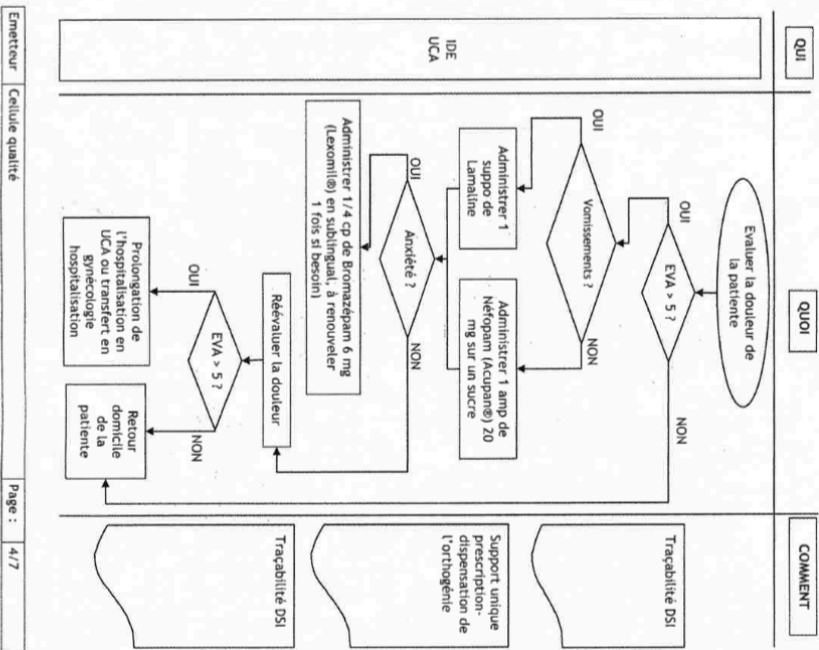 QUI
QUOI
COMMENT
IDE
UCA
Evaluer la douleur de
la patiente
EVA > 5 ?
OUI
NON
Vomissements ?
OUI
NON
Administrer 1
suppo de
Lamaline
Administrer 1 amp de
Néfopam (Acupan®) 20
mg sur un sucre
Anxiété ?
OUI
NON
Administrer 1/4 cp de Bromazépam 6 mg
(Lexomil®) en sublingual, à renouveler
1 fois si besoin)
Réévaluer la douleur
EVA > 5 ?
OUI
NON
Prolongation de
l'hospitalisation en
UCA ou transfert en
gynécologie
hospitalisation
Retour
domicile
de la
patiente
Traçabilité DSI
Support unique
prescription-
dispensation de
l'orthogénie
Traçabilité DSI
Emetteur Cellule qualité Page : 4/7